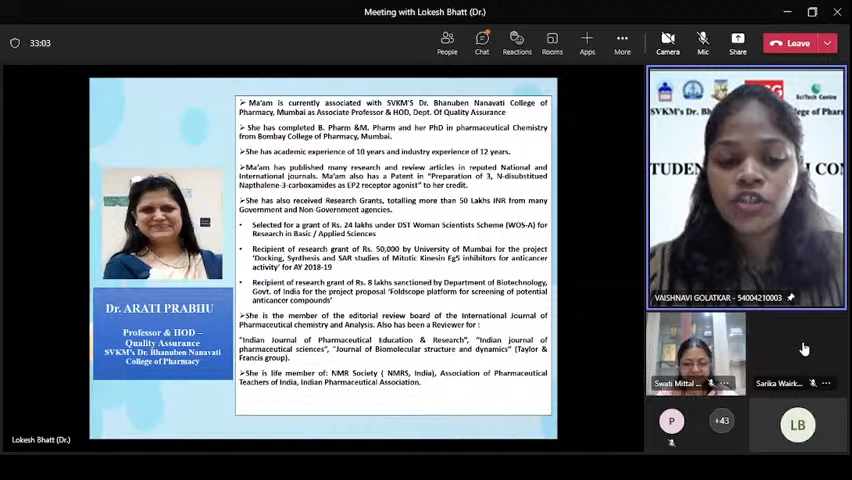 Meeting with Lokesh Bhatt (Dr.)
33:03
People
Chat
Reactions
Rooms
Apps
More
Camera
Mic
Share
Leave
Ma'am is currently associated with SVKM'S Dr. Bhanuben Nanavati College of
Pharmacy, Mumbai as Associate Professor & HOD, Dept. Of Quality Assurance
She has completed B. Pharm &M. Pharm and her PhD in pharmaceutical Chemistry
from Bombay College of Pharmacy, Mumbai.
She has academic experience of 10 years and industry experience of 12 years.
Ma'am has published many research and review articles in reputed National and
International journals. Ma'am also has a Patent in "Preparation of 3, N-disubstituted
Napthalene-3-carboxamides as EP2 receptor agonist" to her credit.
She has also received Research Grants, totalling more than 50 Lakhs INR from many
Government and Non-Government agencies.
• Selected for a grant of Rs. 24 lakhs under DST Woman Scientists Scheme (WOS-A) for
Research in Basic / Applied Sciences
• Recipient of research grant of Rs. 50,000 by University of Mumbai for the project
'Docking, Synthesis and SAR studies of Mitotic Kinesin Eg5 inhibitors for anticancer
activity' for AY 2018-19
• Recipient of research grant of Rs. 8 lakhs sanctioned by Department of Biotechnology,
Govt. of India for the project proposal 'Foldscope platform for screening of potential
anticancer compounds'
She is the member of the editorial review board of the International Journal of
Pharmaceutical chemistry and Analysis. Also has been a Reviewer for :
"Indian Journal of Pharmaceutical Education & Research", "Indian journal of
pharmaceutical sciences", "Journal of Biomolecular structure and dynamics" (Taylor &
Francis group).
She is life member of: NMR Society ( NMRS, India), Association of Pharmaceutical
Teachers of India, Indian Pharmaceutical Association.
Dr. ARATI PRABHU
Professor & HOD –
Quality Assurance
SVKM's Dr. Bhanuben Nanavati
College of Pharmacy
Lokesh Bhatt (Dr.)
SciTech Centre
SVKM's Dr. Bh
ege of Pharmacy
TUDEN
CON
VAISHNAVI GOLATKAR - 54004210003
Swati Mittal ...
Sarika Wairk...
P
+43
LB